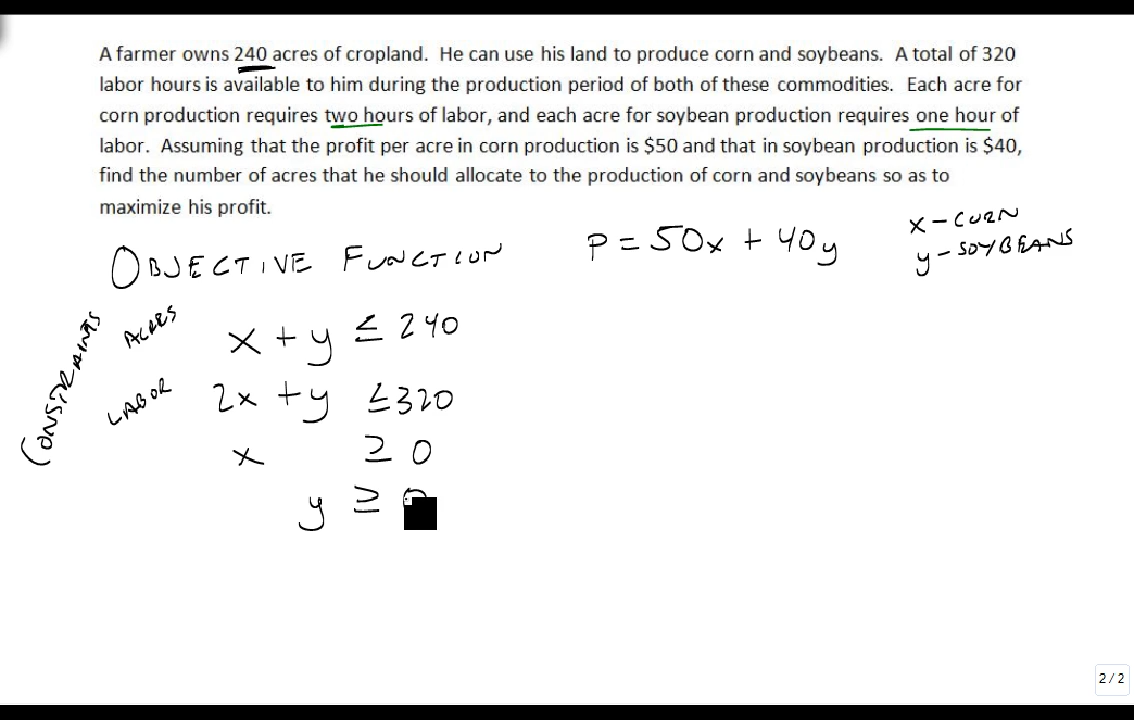 A farmer owns 240 acres of cropland. He can use his land to produce corn and soybeans. A total of 320
labor hours is available to him during the production period of both of these commodities. Each acre for
corn production requires two hours of labor, and each acre for soybean production requires one hour of
labor. Assuming that the profit per acre in corn production is $50 and that in soybean production is $40,
find the number of acres that he should allocate to the production of corn and soybeans so as to
maximize his profit.
x - CORN
y - SOYBEANS
OBJECTIVE FUNCTION P = 50x + 40y
CONSTRAINTS
ACRES x + y ≤ 240
LABOR 2x + y ≤ 320
x ≥ 0
y ≥
2 / 2